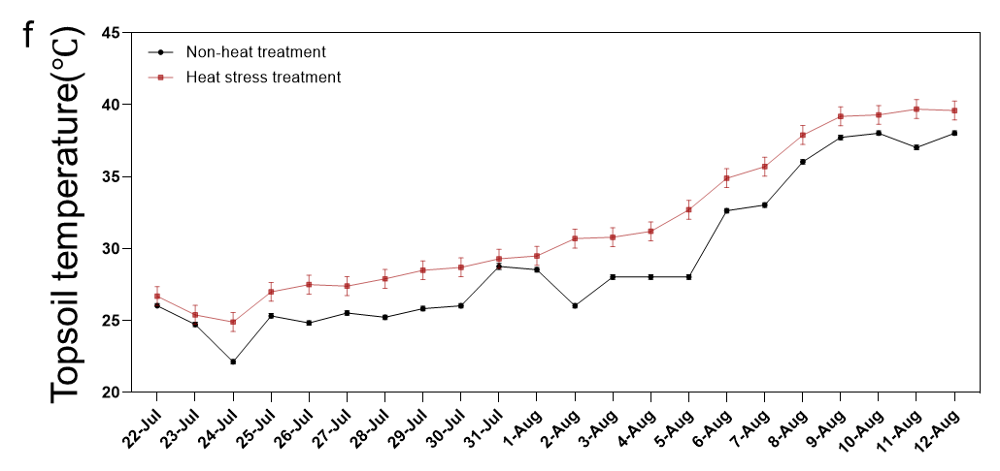 f
Topsoil temperature(°C)
45
40
35
30
25
20
Non-heat treatment
Heat stress treatment
22-Jul
23-Jul
24-Jul
25-Jul
26-Jul
27-Jul
28-Jul
29-Jul
30-Jul
31-Jul
1-Aug
2-Aug
3-Aug
4-Aug
5-Aug
6-Aug
7-Aug
8-Aug
9-Aug
10-Aug
11-Aug
12-Aug